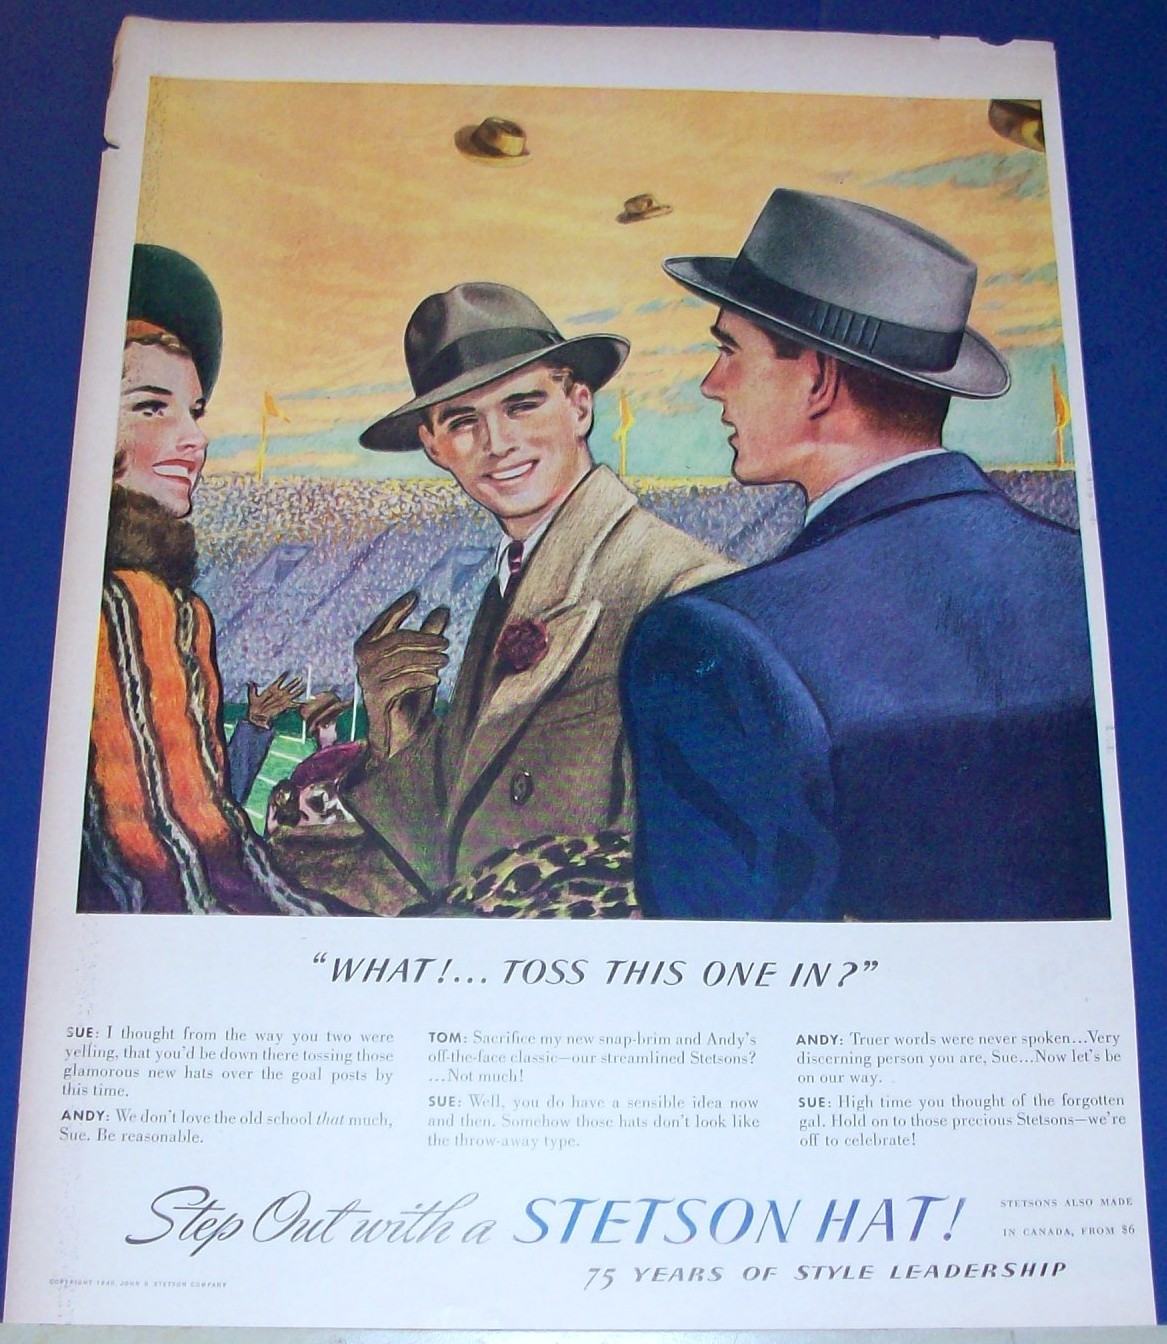 “WHAT!... TOSS THIS ONE IN?”
SUE: I thought from the way you two were
yelling, that you'd be down there tossing those
glamorous new hats over the goal posts by
this time.
ANDY: We don't love the old school that much,
Sue. Be reasonable.
TOM: Sacrifice my new snap-brim and Andy's
off-the-face classic—our streamlined Stetsons?
...Not much!
SUE: Well, you do have a sensible idea now
and then. Somehow those hats don't look like
the throw-away type.
ANDY: Truer words were never spoken...Very
discerning person you are, Sue...Now let's be
on our way.
SUE: High time you thought of the forgotten
gal. Hold on to those precious Stetsons—we're
off to celebrate!
Step Out with a STETSON HAT!
STETSONS ALSO MADE
IN CANADA, FROM $6
75 YEARS OF STYLE LEADERSHIP
COPYRIGHT 1940, JOHN B. STETSON COMPANY